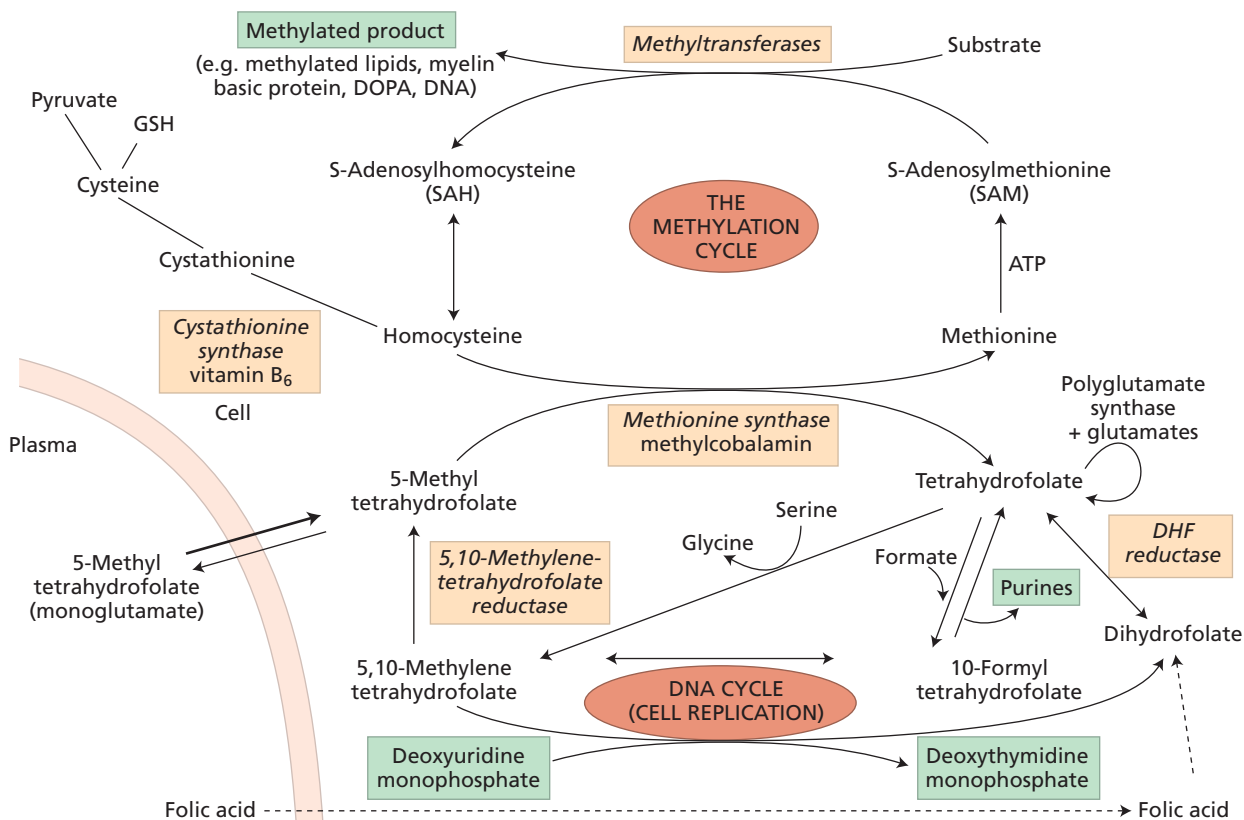 Methylated product
(e.g. methylated lipids, myelin
basic protein, DOPA, DNA)
Methyltransferases
Substrate
Pyruvate
GSH
Cysteine
S-Adenosylhomocysteine
(SAH)
S-Adenosylmethionine
(SAM)
THE
METHYLATION
CYCLE
Cystathionine
ATP
Cystathionine
synthase
vitamin B₆
Homocysteine
Methionine
Cell
Plasma
Methionine synthase
methylcobalamin
Polyglutamate
synthase
+ glutamates
5-Methyl
tetrahydrofolate
Tetrahydrofolate
Serine
Glycine
5-Methyl
tetrahydrofolate
(monoglutamate)
5,10-Methylene-
tetrahydrofolate
reductase
Formate
Purines
DHF
reductase
Dihydrofolate
5,10-Methylene
tetrahydrofolate
DNA CYCLE
(CELL REPLICATION)
10-Formyl
tetrahydrofolate
Deoxyuridine
monophosphate
Deoxythymidine
monophosphate
Folic acid
Folic acid